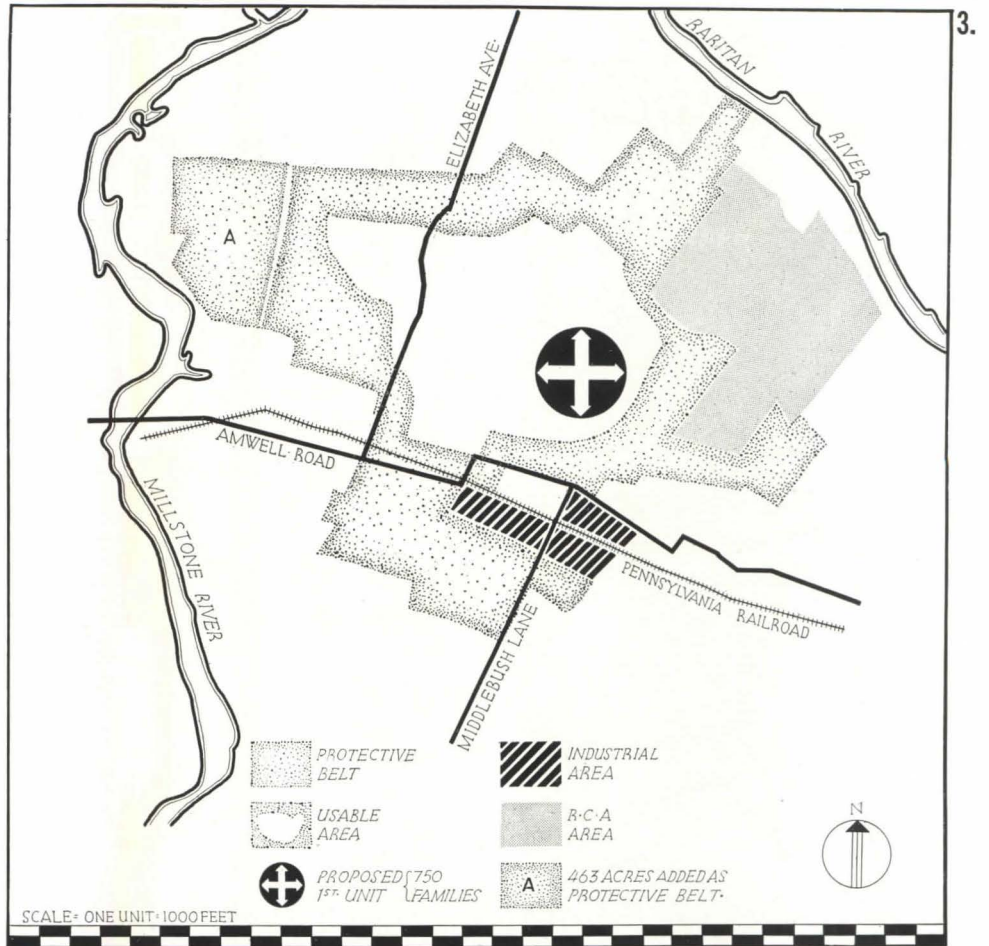 3.
RARITAN
RIVER
ELIZABETH AVE.
A
AMWELL ROAD
MILLSTONE RIVER
PENNSYLVANIA RAILROAD
MIDDLEBUSH LANE
PROTECTIVE
BELT
INDUSTRIAL
AREA
USABLE
AREA
R·C·A
AREA
N
PROPOSED { 750
1ST. UNIT { FAMILIES
A
463 ACRES ADDED AS
PROTECTIVE BELT·
SCALE = ONE UNIT = 1000 FEET